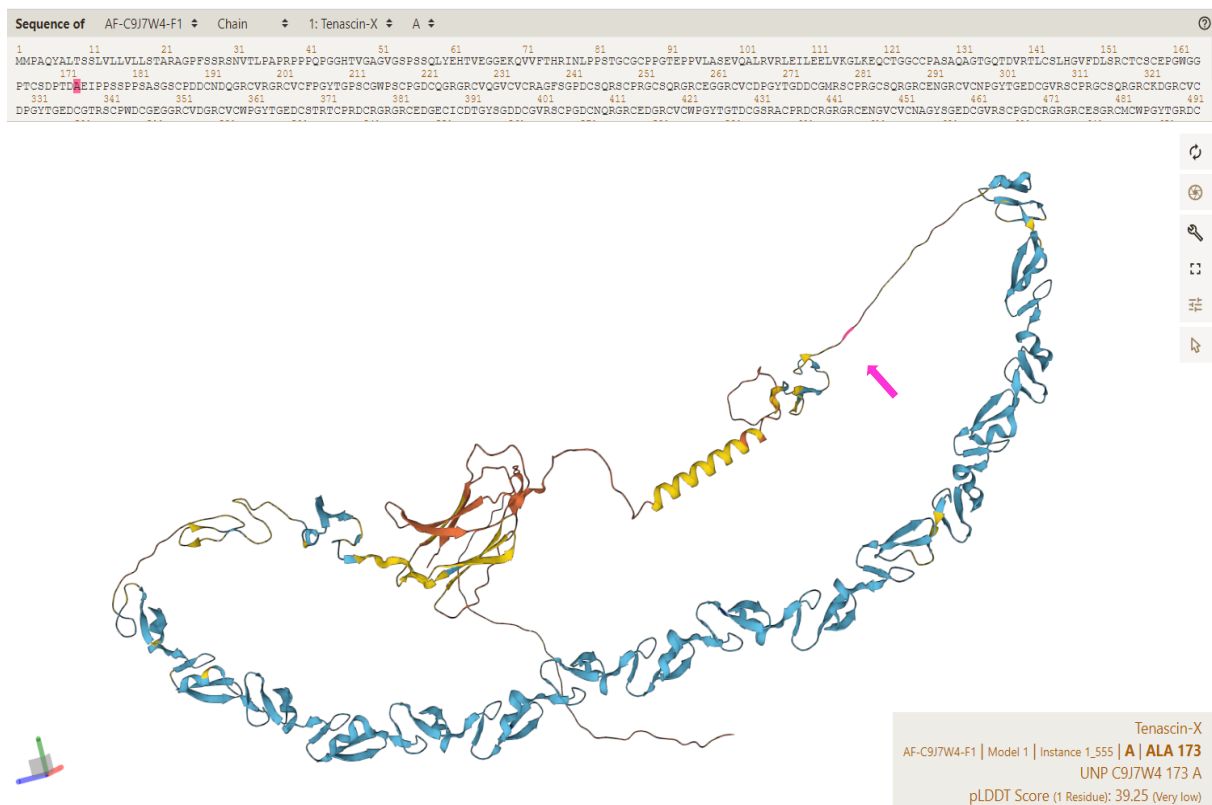 Sequence of AF-C9J7W4-F1 Chain 1: Tenascin-X A
1 11 21 31 41 51 61 71 81 91 101 111 121 131 141 151 161
MMPAQYALTSSLVLLVLLSTARAGPFSSRSNVTLPAPRPPPQPGGHTVGAGVGSPSSQLYEHTVEGGEKQVVFTHRINLPPSTGCGCPPGTEPPVLASEVQALRVRLEILEELVKGLKEQCTGGCCPASAQAGTGQTDVRTLCSLHGVFDLSRCTCSCEPGWGG
171 181 191 201 211 221 231 241 251 261 271 281 291 301 311 321
PTCSDPTDAEIPPSSPPSASGSCPDDCNDQGRCVRGRCVCFPGYTGPSCGWPSCPGDCQGRGRCVQGVCVCRAGFSGPDCSQRSCPRGCSQRGRCEGGRCVCDPGYTGDDCGMRSCPRGCSQRGRCENGRCVCNPGYTGEDCGVRSCPRGCSQRGRCKDGRCVC
331 341 351 361 371 381 391 401 411 421 431 441 451 461 471 481 491
DPGYTGEDCGTRSCPWDCGEGGRCVDGRCVCWPGYTGEDCSTRTCPRDCRGRGRCEDGECICDTGYSGDDCGVRSCPGDCNQRGRCEDGRCVCWPGYTGTDCGSRACPRDCRGRGRCENGVCVCNAGYSGEDCGVRSCPGDCRGRGRCESGRCMCWPGYTGRDC
Tenascin-X
AF-C9J7W4-F1 | Model 1 | Instance 1_555 | A | ALA 173
UNP C9J7W4 173 A
pLDDT Score (1 Residue): 39.25 (Very low)